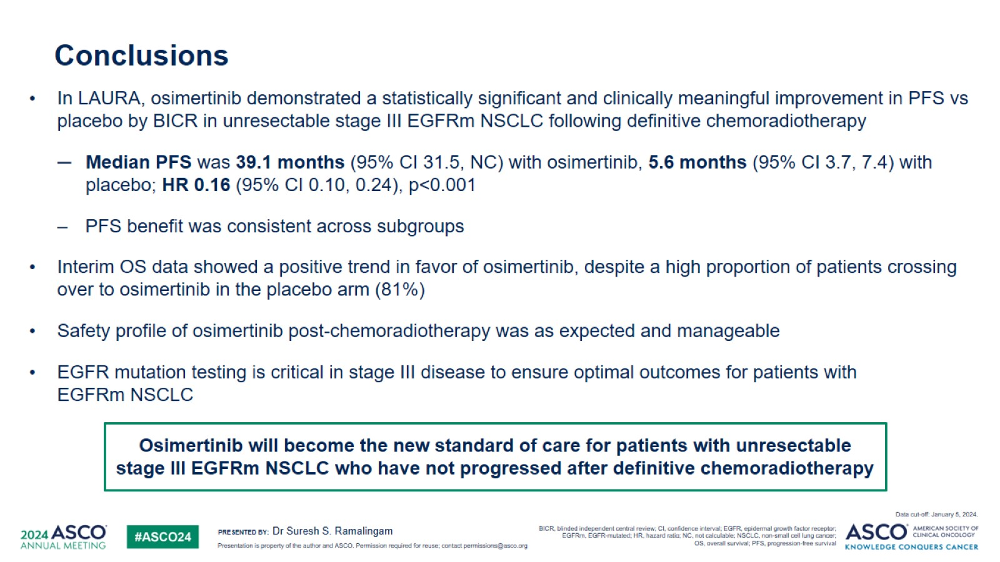 Conclusions
• In LAURA, osimertinib demonstrated a statistically significant and clinically meaningful improvement in PFS vs
placebo by BICR in unresectable stage III EGFRm NSCLC following definitive chemoradiotherapy
– Median PFS was 39.1 months (95% CI 31.5, NC) with osimertinib, 5.6 months (95% CI 3.7, 7.4) with
placebo; HR 0.16 (95% CI 0.10, 0.24), p<0.001
– PFS benefit was consistent across subgroups
• Interim OS data showed a positive trend in favor of osimertinib, despite a high proportion of patients crossing
over to osimertinib in the placebo arm (81%)
• Safety profile of osimertinib post-chemoradiotherapy was as expected and manageable
• EGFR mutation testing is critical in stage III disease to ensure optimal outcomes for patients with
EGFRm NSCLC
Osimertinib will become the new standard of care for patients with unresectable
stage III EGFRm NSCLC who have not progressed after definitive chemoradiotherapy
Data cut-off: January 5, 2024.
2024 ASCO
ANNUAL MEETING
#ASCO24
PRESENTED BY: Dr Suresh S. Ramalingam
Presentation is property of the author and ASCO. Permission required for reuse; contact permissions@asco.org
BICR, blinded independent central review; CI, confidence interval; EGFR, epidermal growth factor receptor;
EGFRm, EGFR-mutated; HR, hazard ratio; NC, not calculable; NSCLC, non-small cell lung cancer;
OS, overall survival; PFS, progression-free survival
ASCO AMERICAN SOCIETY OF
CLINICAL ONCOLOGY
KNOWLEDGE CONQUERS CANCER